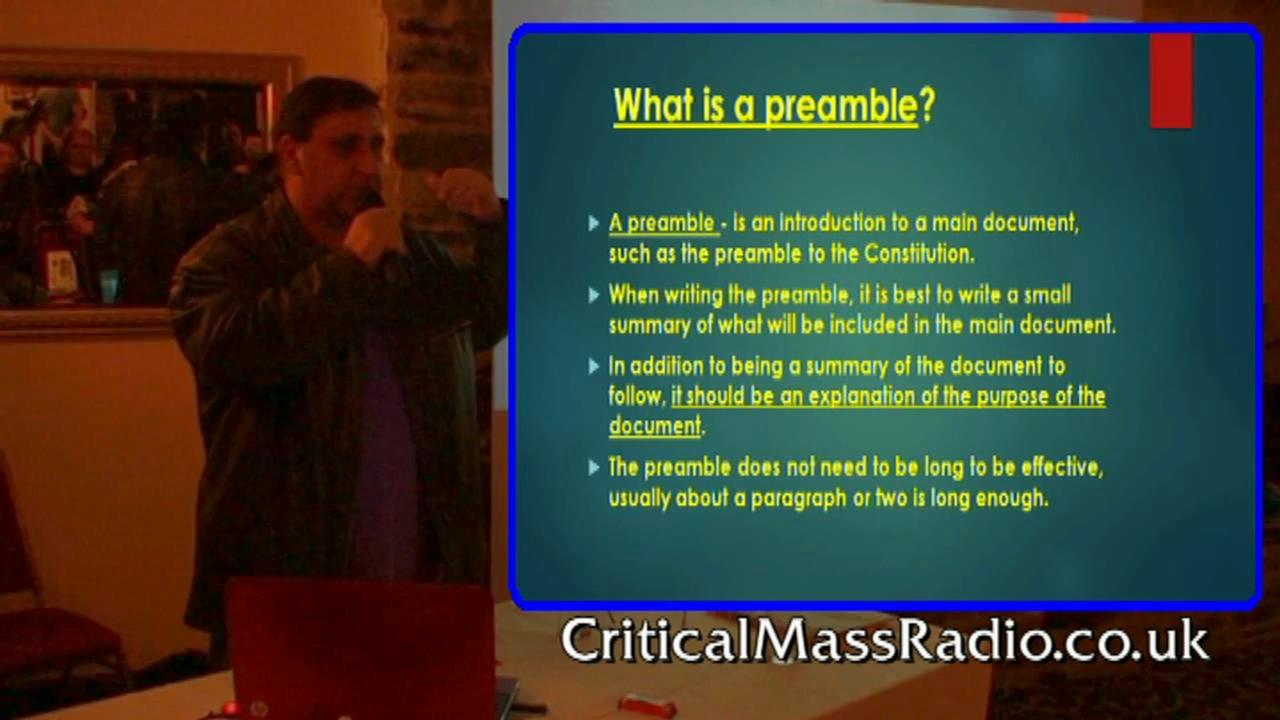 What is a preamble?
A preamble - is an introduction to a main document,
such as the preamble to the Constitution.
When writing the preamble, it is best to write a small
summary of what will be included in the main document.
In addition to being a summary of the document to
follow, it should be an explanation of the purpose of the
document.
The preamble does not need to be long to be effective,
usually about a paragraph or two is long enough.
CriticalMassRadio.co.uk
hp